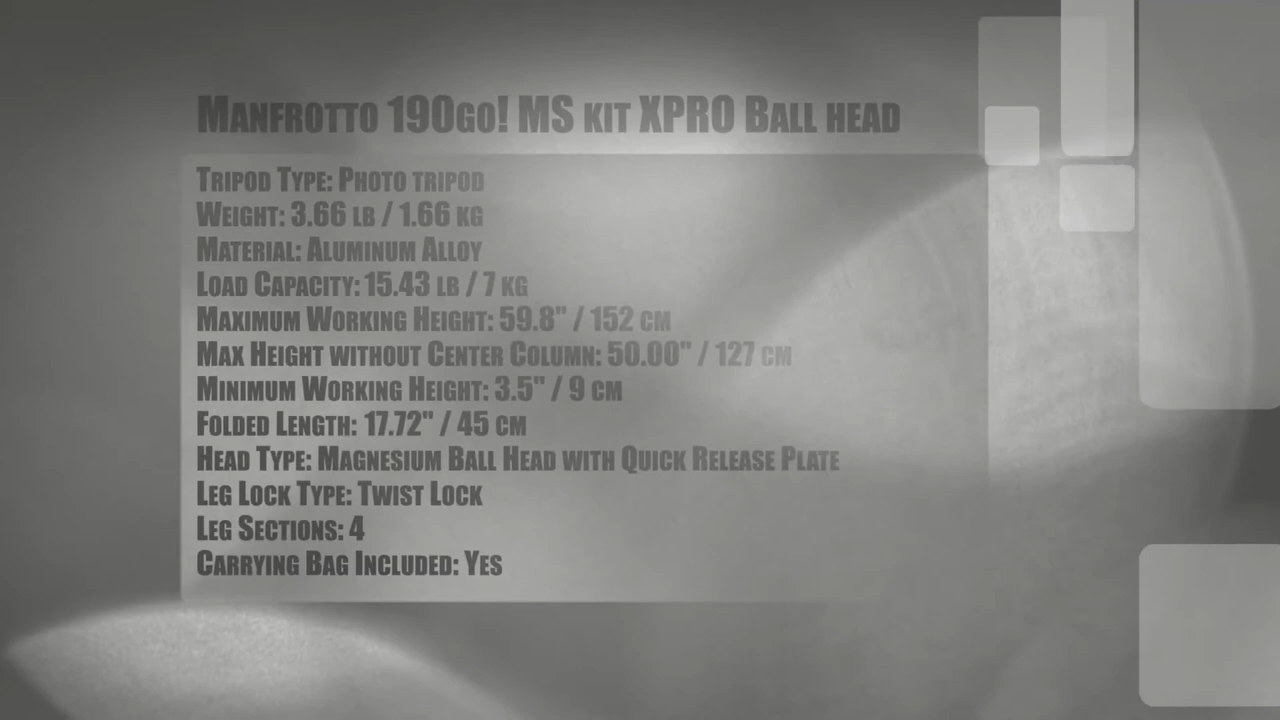 Manfrotto 190go! MS kit XPRO Ball head
Tripod Type: Photo tripod
Weight: 3.66 lb / 1.66 kg
Material: Aluminum Alloy
Load Capacity: 15.43 lb / 7 kg
Maximum Working Height: 59.8" / 152 cm
Max Height without Center Column: 50.00" / 127 cm
Minimum Working Height: 3.5" / 9 cm
Folded Length: 17.72" / 45 cm
Head Type: Magnesium Ball Head with Quick Release Plate
Leg Lock Type: Twist Lock
Leg Sections: 4
Carrying Bag Included: Yes